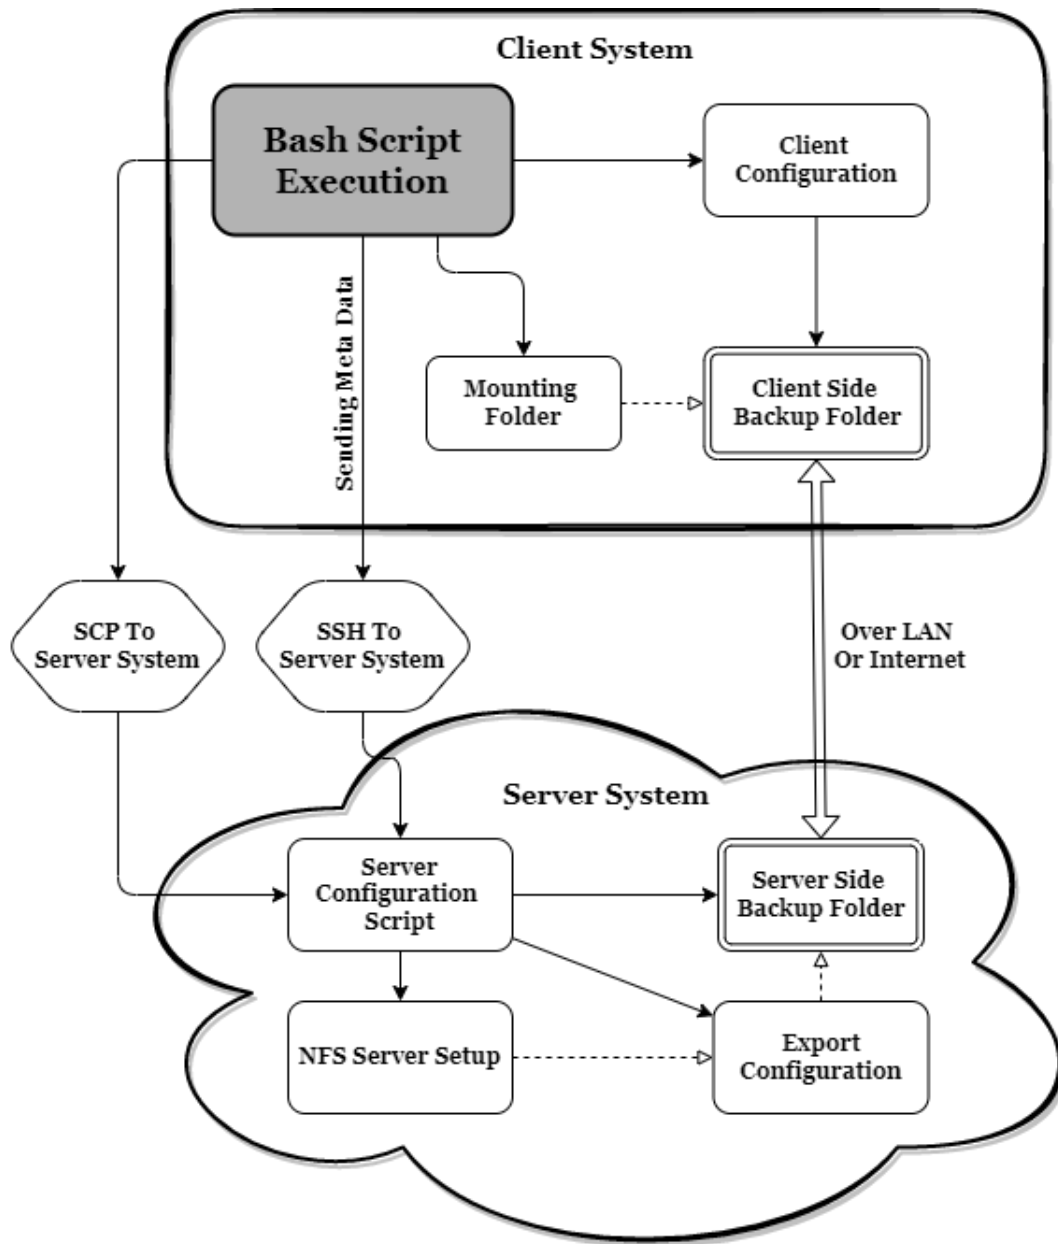 Client System
Bash Script
Execution
Client
Configuration
Sending Meta Data
Mounting
Folder
Client Side
Backup Folder
SCP To
Server System
SSH To
Server System
Over LAN
Or Internet
Server System
Server
Configuration
Script
Server Side
Backup Folder
NFS Server Setup
Export
Configuration